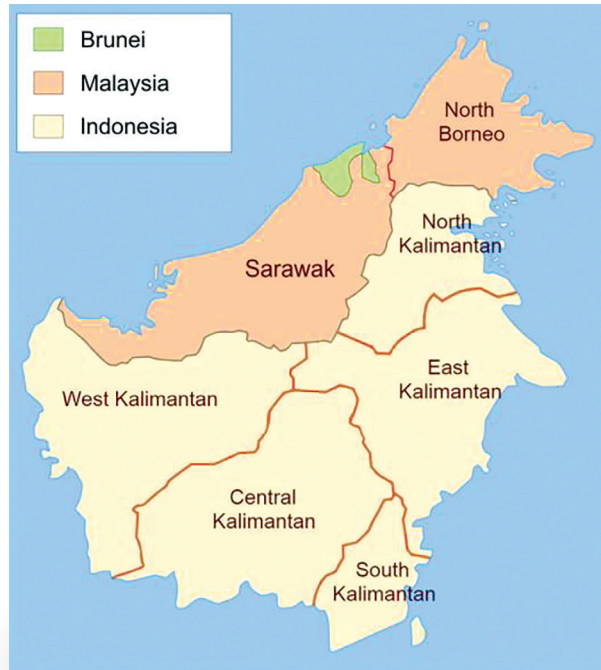 Brunei
Malaysia
Indonesia
North
Borneo
North
Kalimantan
Sarawak
East
Kalimantan
West Kalimantan
Central
Kalimantan
South
Kalimantan